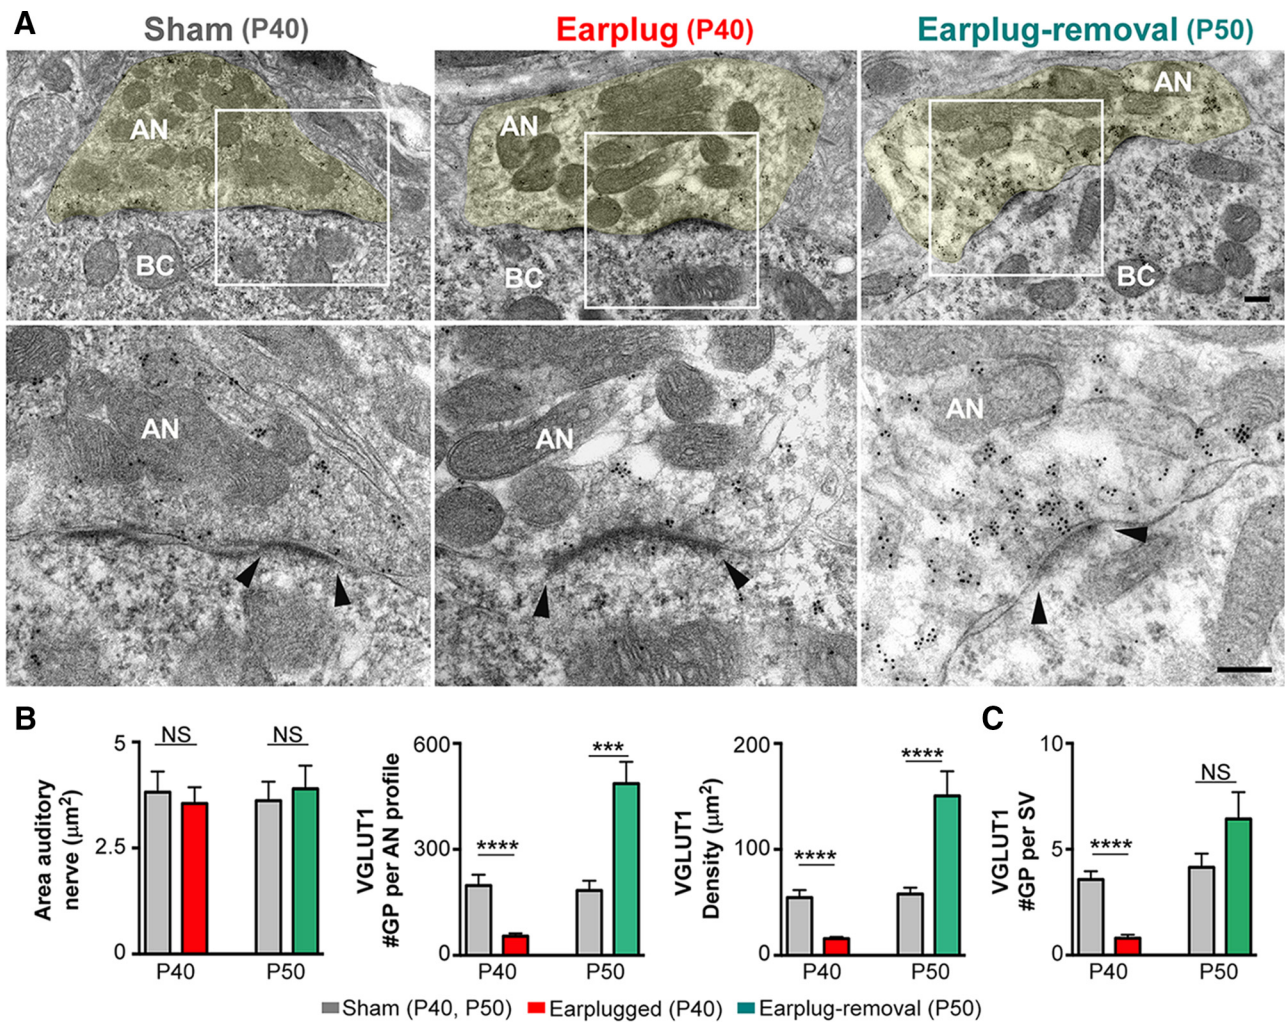 A
Sham (P40)
Earplug (P40)
Earplug-removal (P50)
AN
BC
AN
BC
AN
BC
AN
AN
AN
B
Area auditory
nerve (μm²)
5
2.5
0
NS
NS
P40
P50
VGLUT1
#GP per AN profile
600
300
0
****
***
P40
P50
VGLUT1
Density (μm²)
200
100
0
****
****
P40
P50
C
VGLUT1
#GP per SV
10
5
0
****
NS
P40
P50
Sham (P40, P50)
Earplugged (P40)
Earplug-removal (P50)